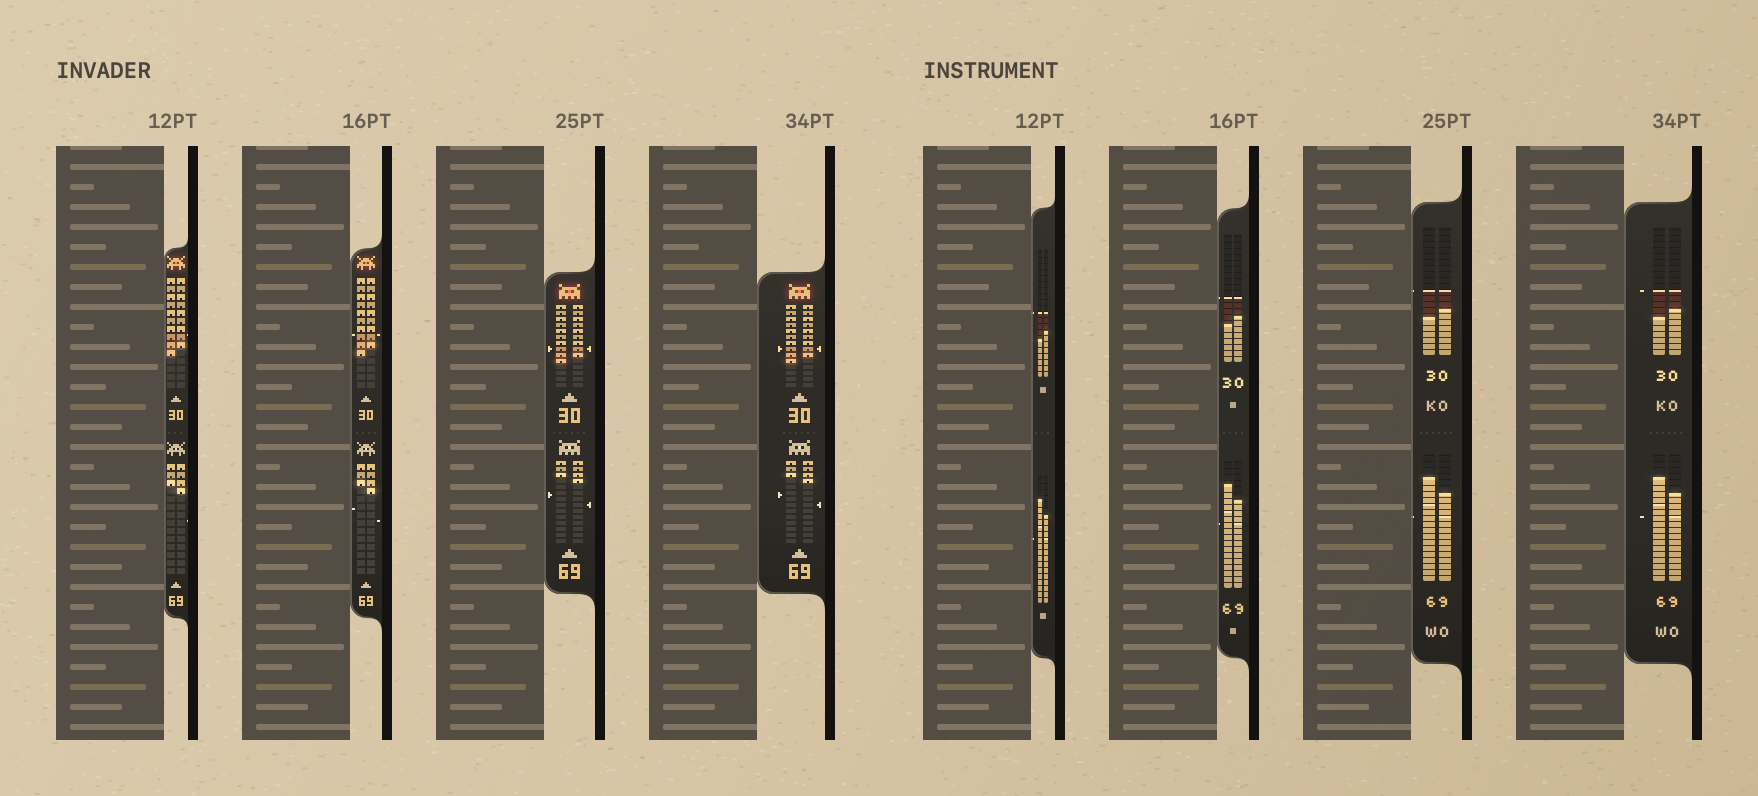 INVADER
INSTRUMENT
12PT 16PT 25PT 34PT 12PT 16PT 25PT 34PT
30 30 30 30 30 30 30
KO KO
69 69 69 69 69 69 69
WO WO